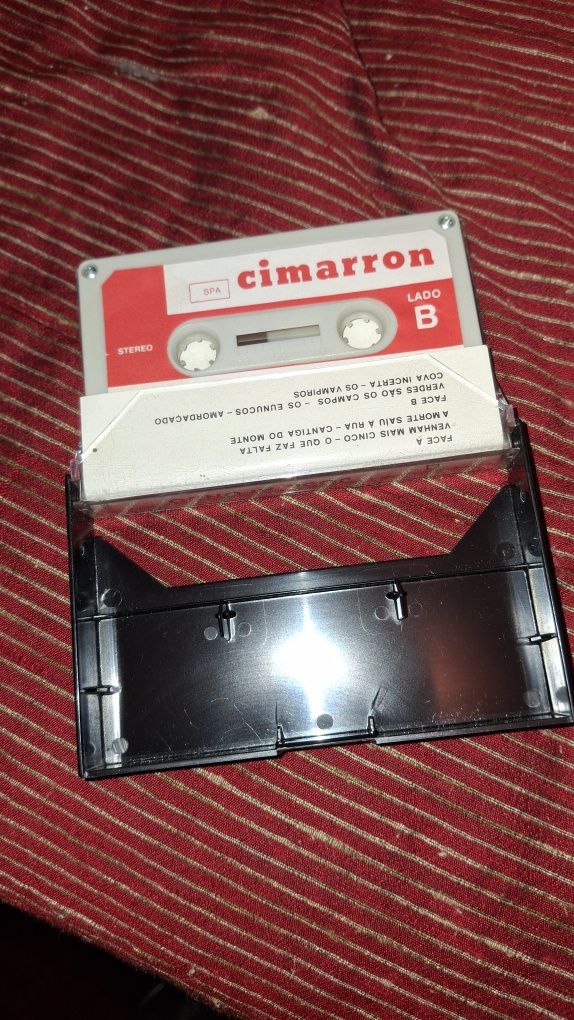 SPA
cimarron
STEREO
LADO
B
FACE A
VENHAM MAIS CINCO – O QUE FAZ FALTA
A MORTE SAIU À RUA – CANTIGA DO MONTE
FACE B
VERDES SÃO OS CAMPOS – OS EUNUCOS – AMORDAÇADO
COVA INCERTA – OS VAMPIROS